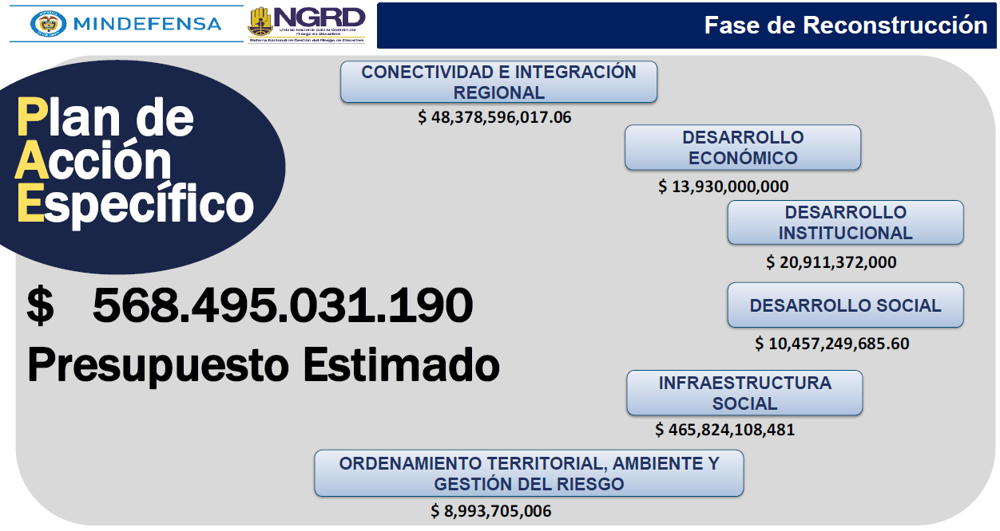 MINDEFENSA
NGRD
Unidad Nacional para la Gestión del
Riesgo de Desastres
Sistema Nacional de Gestión del Riesgo de Desastres
Fase de Reconstrucción
Plan de
Acción
Específico
$ 568.495.031.190
Presupuesto Estimado
CONECTIVIDAD E INTEGRACIÓN
REGIONAL
$ 48,378,596,017.06
DESARROLLO
ECONÓMICO
$ 13,930,000,000
DESARROLLO
INSTITUCIONAL
$ 20,911,372,000
DESARROLLO SOCIAL
$ 10,457,249,685.60
INFRAESTRUCTURA
SOCIAL
$ 465,824,108,481
ORDENAMIENTO TERRITORIAL, AMBIENTE Y
GESTIÓN DEL RIESGO
$ 8,993,705,006